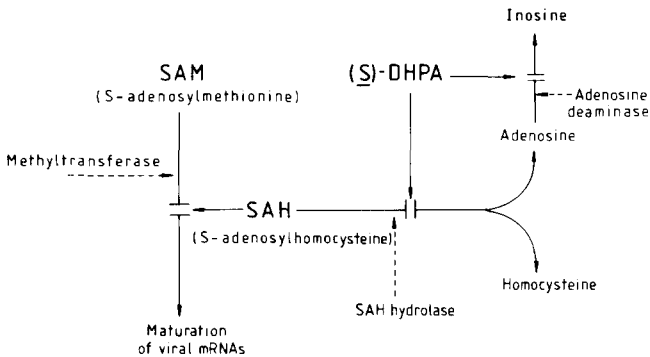 Inosine
SAM
(S-adenosylmethionine)
(S)-DHPA
Adenosine
deaminase
Adenosine
Methyltransferase
SAH
(S-adenosylhomocysteine)
SAH hydrolase
Homocysteine
Maturation
of viral mRNAs